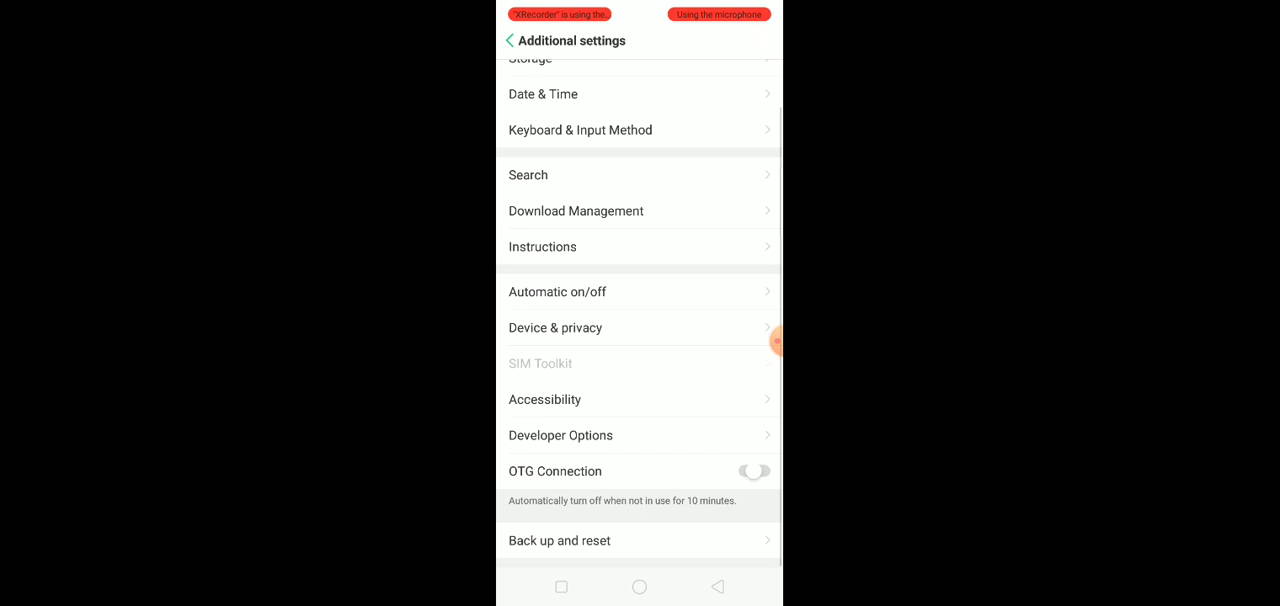 "XRecorder" is using the
Using the microphone
Additional settings
Storage
Date & Time
Keyboard & Input Method
Search
Download Management
Instructions
Automatic on/off
Device & privacy
SIM Toolkit
Accessibility
Developer Options
OTG Connection
Automatically turn off when not in use for 10 minutes.
Back up and reset